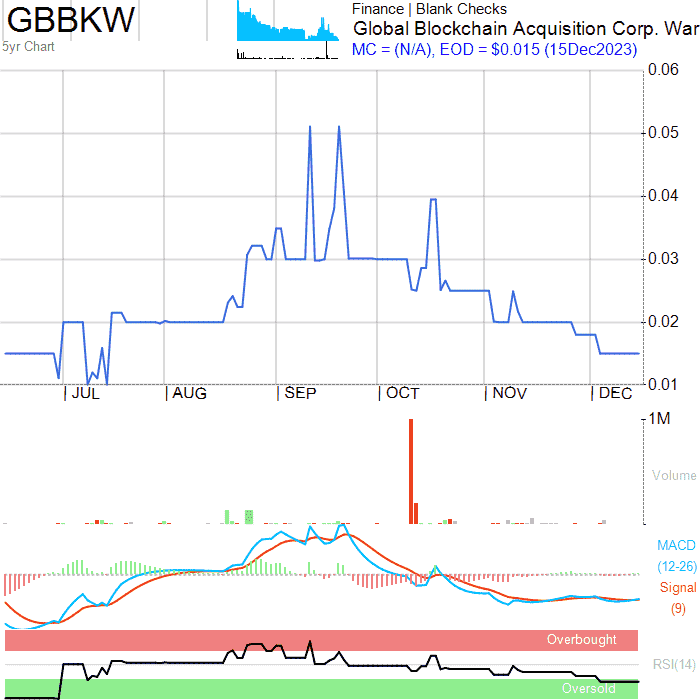 GBBKW
5yr Chart
Finance | Blank Checks
Global Blockchain Acquisition Corp. War
MC = (N/A), EOD = $0.015 (15Dec2023)
0.06
0.05
0.04
0.03
0.02
0.01
JUL AUG SEP OCT NOV DEC
1M
Volume
MACD
(12-26)
Signal
(9)
Overbought
RSI(14)
Oversold